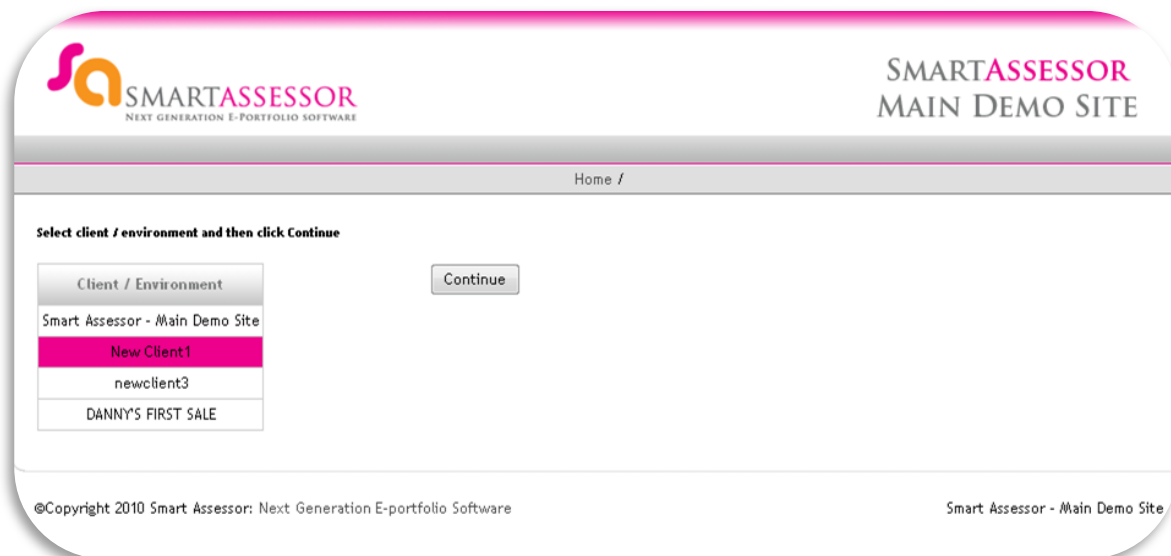 SMARTASSESSOR
NEXT GENERATION E-PORTFOLIO SOFTWARE
SMARTASSESSOR
MAIN DEMO SITE
Home /
Select client / environment and then click Continue
Client / Environment
Continue
Smart Assessor - Main Demo Site
New Client1
newclient3
DANNY'S FIRST SALE
©Copyright 2010 Smart Assessor: Next Generation E-portfolio Software
Smart Assessor - Main Demo Site